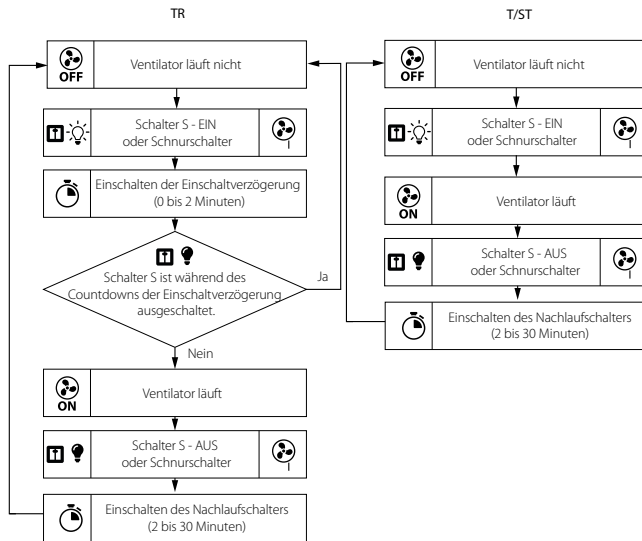 TR
OFF
Ventilator läuft nicht
Schalter S - EIN
oder Schnurschalter
Einschalten der Einschaltverzögerung
(0 bis 2 Minuten)
Schalter S ist während des
Countdowns der Einschaltverzögerung
ausgeschaltet.
Ja
Nein
ON
Ventilator läuft
Schalter S - AUS
oder Schnurschalter
Einschalten des Nachlaufschalters
(2 bis 30 Minuten)
T/ST
OFF
Ventilator läuft nicht
Schalter S - EIN
oder Schnurschalter
ON
Ventilator läuft
Schalter S - AUS
oder Schnurschalter
Einschalten des Nachlaufschalters
(2 bis 30 Minuten)